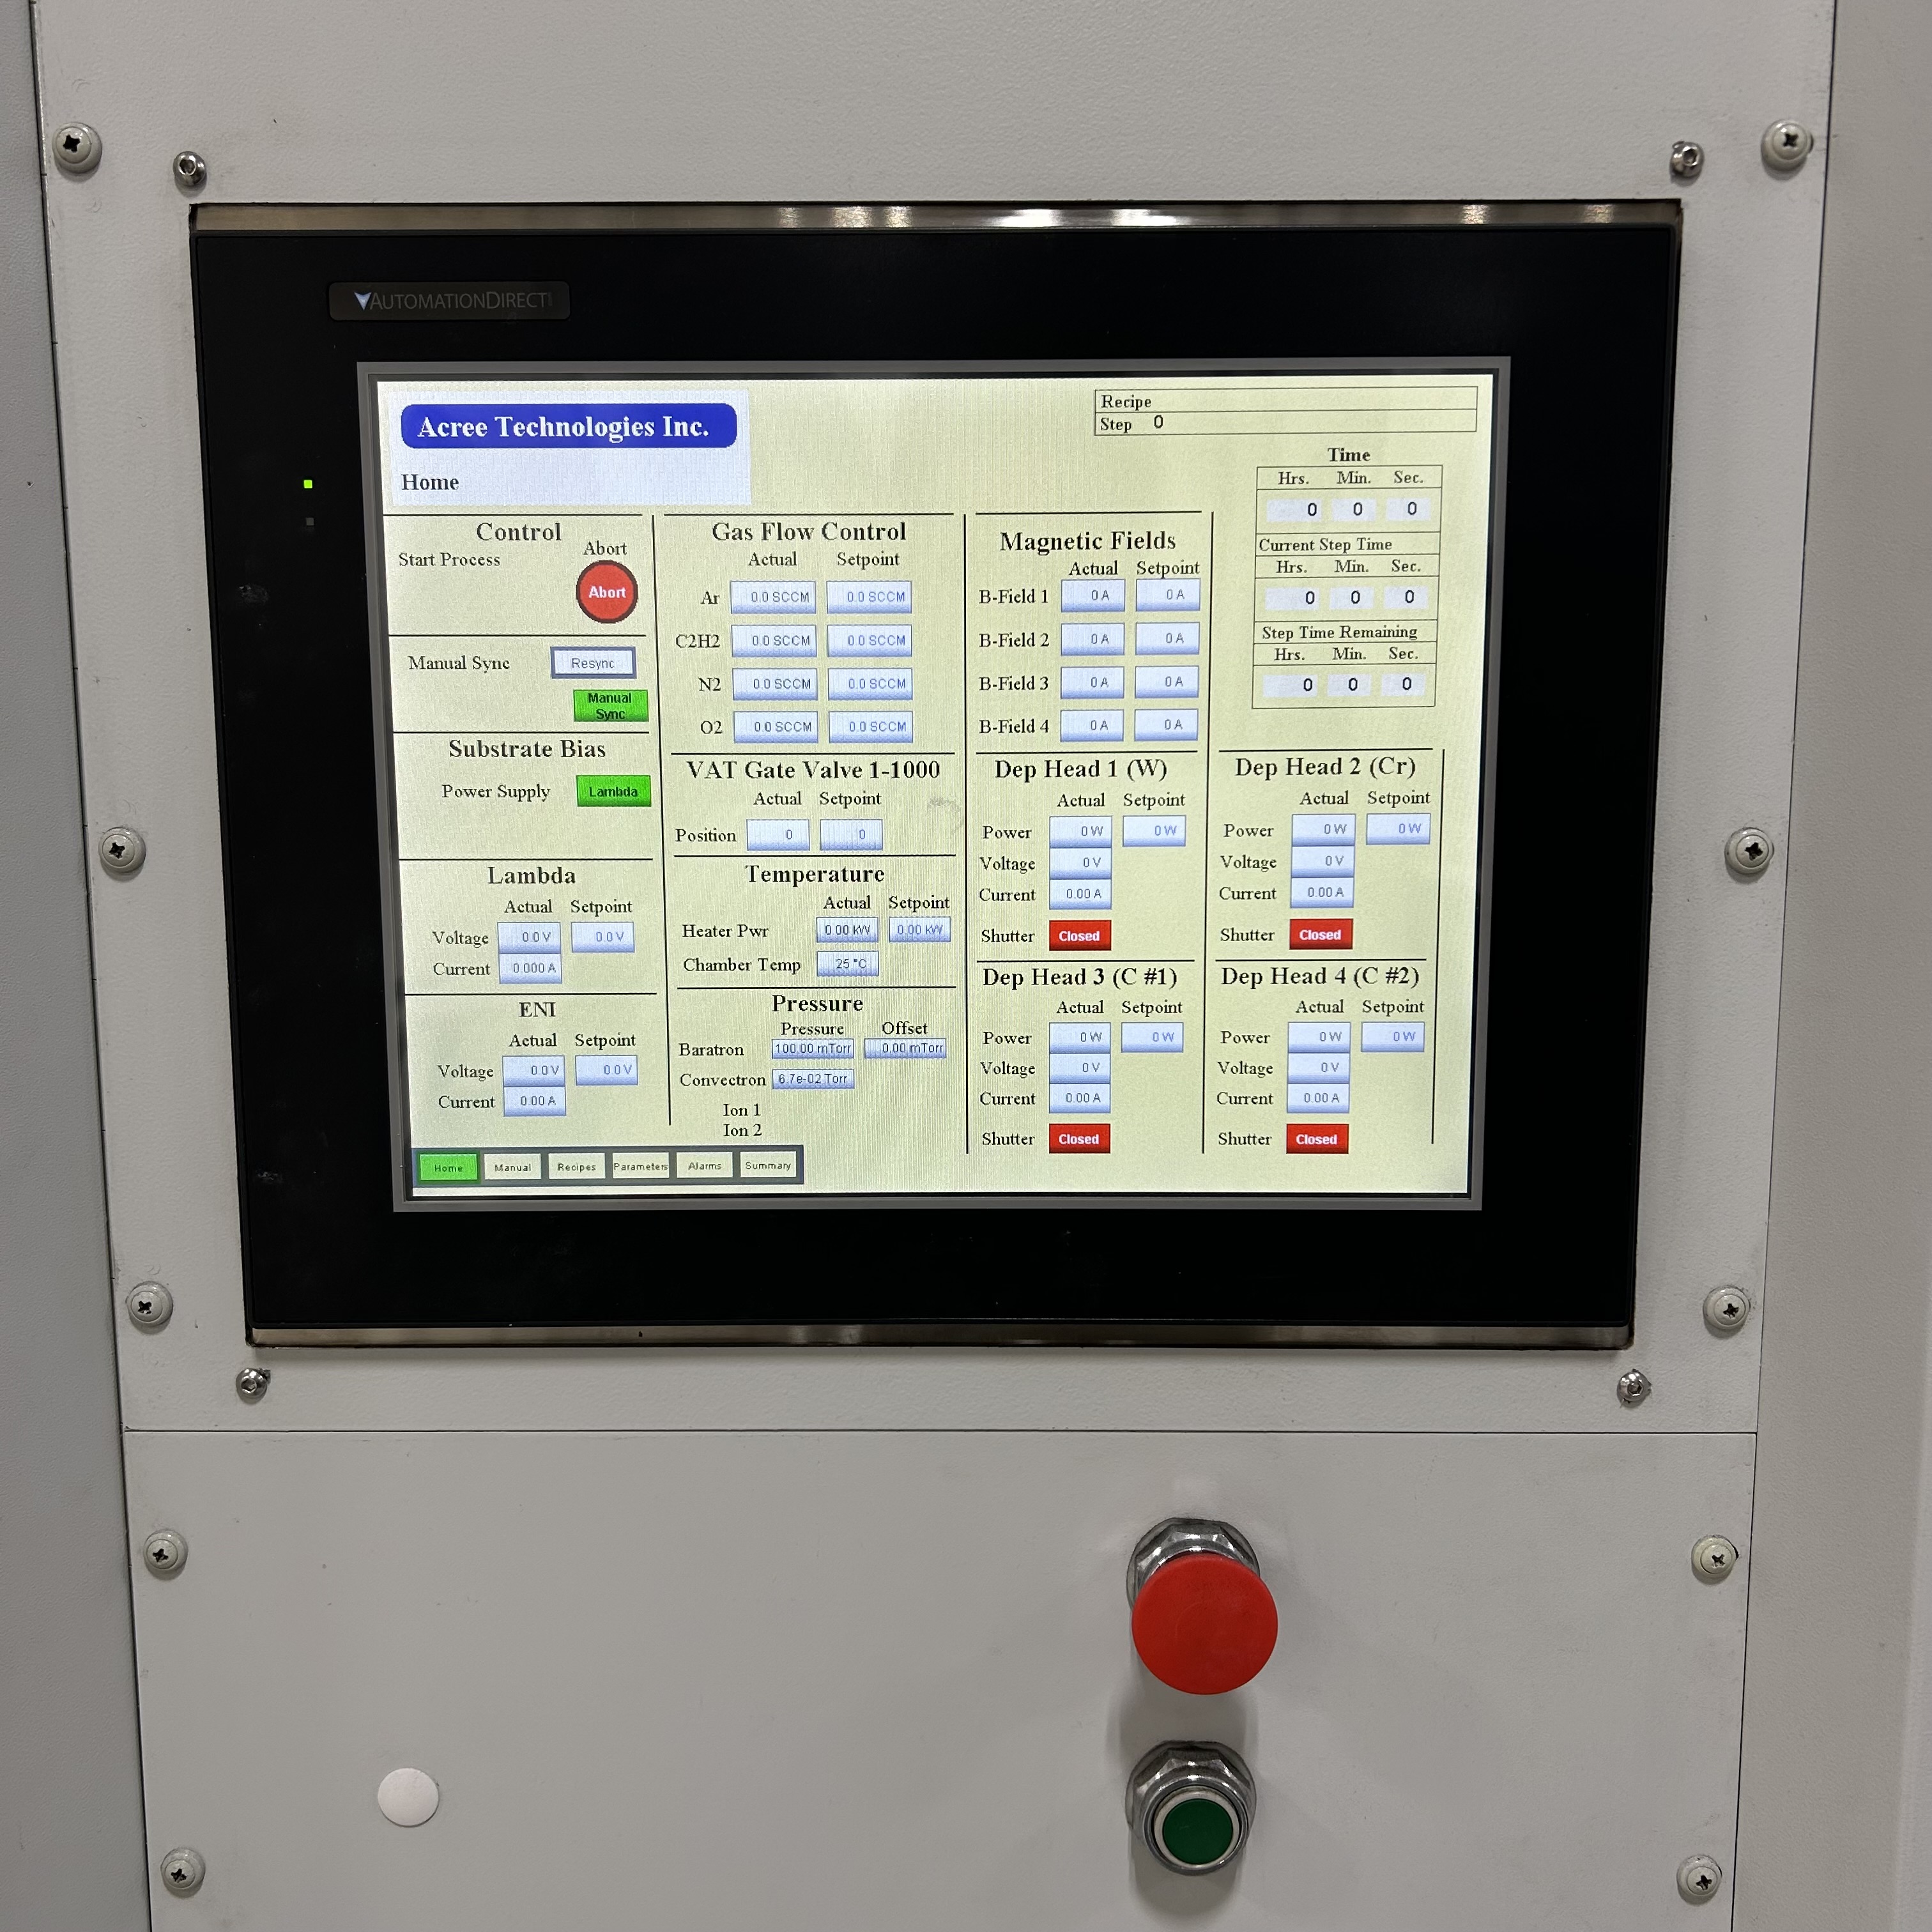 AUTOMATIONDIRECT
Acree Technologies Inc.
Home
Recipe
Step 0
Time
Hrs. Min. Sec.
0 0 0
Current Step Time
Hrs. Min. Sec.
0 0 0
Step Time Remaining
Hrs. Min. Sec.
0 0 0
Control
Start Process
Abort
Abort
Manual Sync Resync
Manual
Sync
Substrate Bias
Power Supply Lambda
Lambda
Actual Setpoint
Voltage 0.0 V 0.0 V
Current 0.000 A
ENI
Actual Setpoint
Voltage 0.0 V 0.0 V
Current 0.00 A
Gas Flow Control
Actual Setpoint
Ar 0.0 SCCM 0.0 SCCM
C2H2 0.0 SCCM 0.0 SCCM
N2 0.0 SCCM 0.0 SCCM
O2 0.0 SCCM 0.0 SCCM
VAT Gate Valve 1-1000
Actual Setpoint
Position 0 0
Temperature
Actual Setpoint
Heater Pwr 0.00 kW 0.00 kW
Chamber Temp 25 °C
Pressure
Pressure Offset
Baratron 100.00 mTorr 0.00 mTorr
Convectron 6.7e-02 Torr
Ion 1
Ion 2
Magnetic Fields
Actual Setpoint
B-Field 1 0 A 0 A
B-Field 2 0 A 0 A
B-Field 3 0 A 0 A
B-Field 4 0 A 0 A
Dep Head 1 (W)
Actual Setpoint
Power 0 W 0 W
Voltage 0 V
Current 0.00 A
Shutter Closed
Dep Head 2 (Cr)
Actual Setpoint
Power 0 W 0 W
Voltage 0 V
Current 0.00 A
Shutter Closed
Dep Head 3 (C #1)
Actual Setpoint
Power 0 W 0 W
Voltage 0 V
Current 0.00 A
Shutter Closed
Dep Head 4 (C #2)
Actual Setpoint
Power 0 W 0 W
Voltage 0 V
Current 0.00 A
Shutter Closed
Home Manual Recipes Parameters Alarms Summary